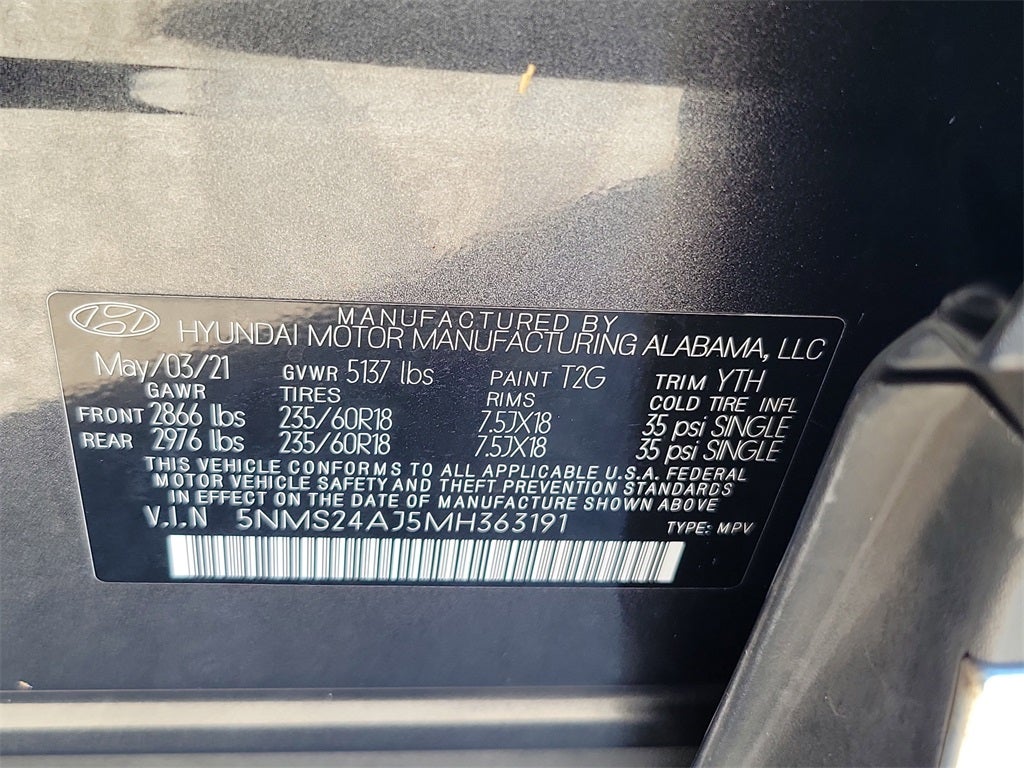 MANUFACTURED BY
HYUNDAI MOTOR MANUFACTURING ALABAMA, LLC
May/03/21 GVWR 5137 lbs PAINT T2G TRIM YTH
GAWR TIRES RIMS COLD TIRE INFL
FRONT 2866 lbs 235/60R18 7.5JX18 35 psi SINGLE
REAR 2976 lbs 235/60R18 7.5JX18 35 psi SINGLE
THIS VEHICLE CONFORMS TO ALL APPLICABLE U.S.A. FEDERAL
MOTOR VEHICLE SAFETY AND THEFT PREVENTION STANDARDS
IN EFFECT ON THE DATE OF MANUFACTURE SHOWN ABOVE
V.I.N 5NMS24AJ5MH363191 TYPE: MPV